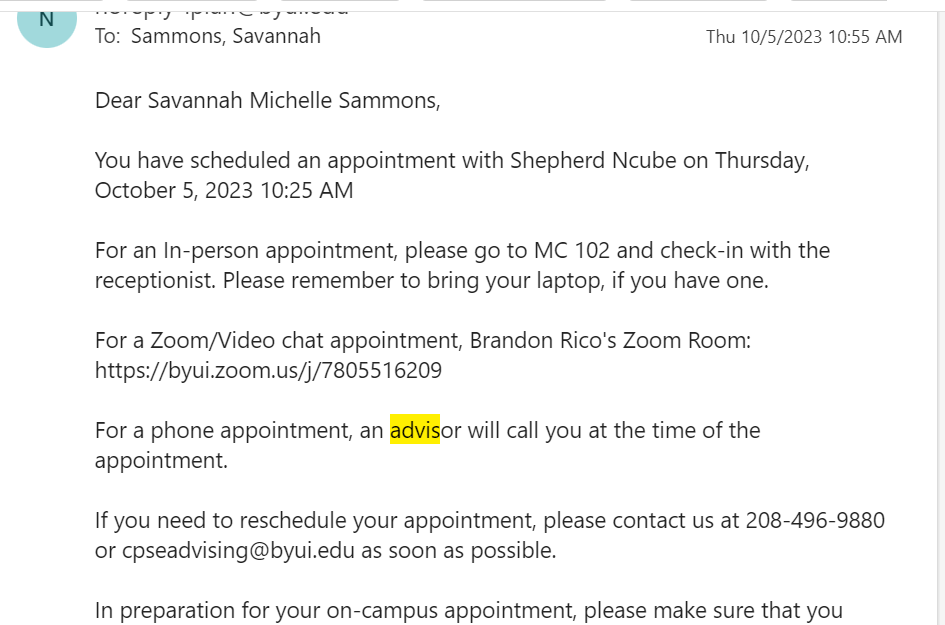 N
To: Sammons, Savannah
Thu 10/5/2023 10:55 AM
Dear Savannah Michelle Sammons,
You have scheduled an appointment with Shepherd Ncube on Thursday,
October 5, 2023 10:25 AM
For an In-person appointment, please go to MC 102 and check-in with the
receptionist. Please remember to bring your laptop, if you have one.
For a Zoom/Video chat appointment, Brandon Rico's Zoom Room:
https://byui.zoom.us/j/7805516209
For a phone appointment, an advisor will call you at the time of the
appointment.
If you need to reschedule your appointment, please contact us at 208-496-9880
or cpseadvising@byui.edu as soon as possible.
In preparation for your on-campus appointment, please make sure that you